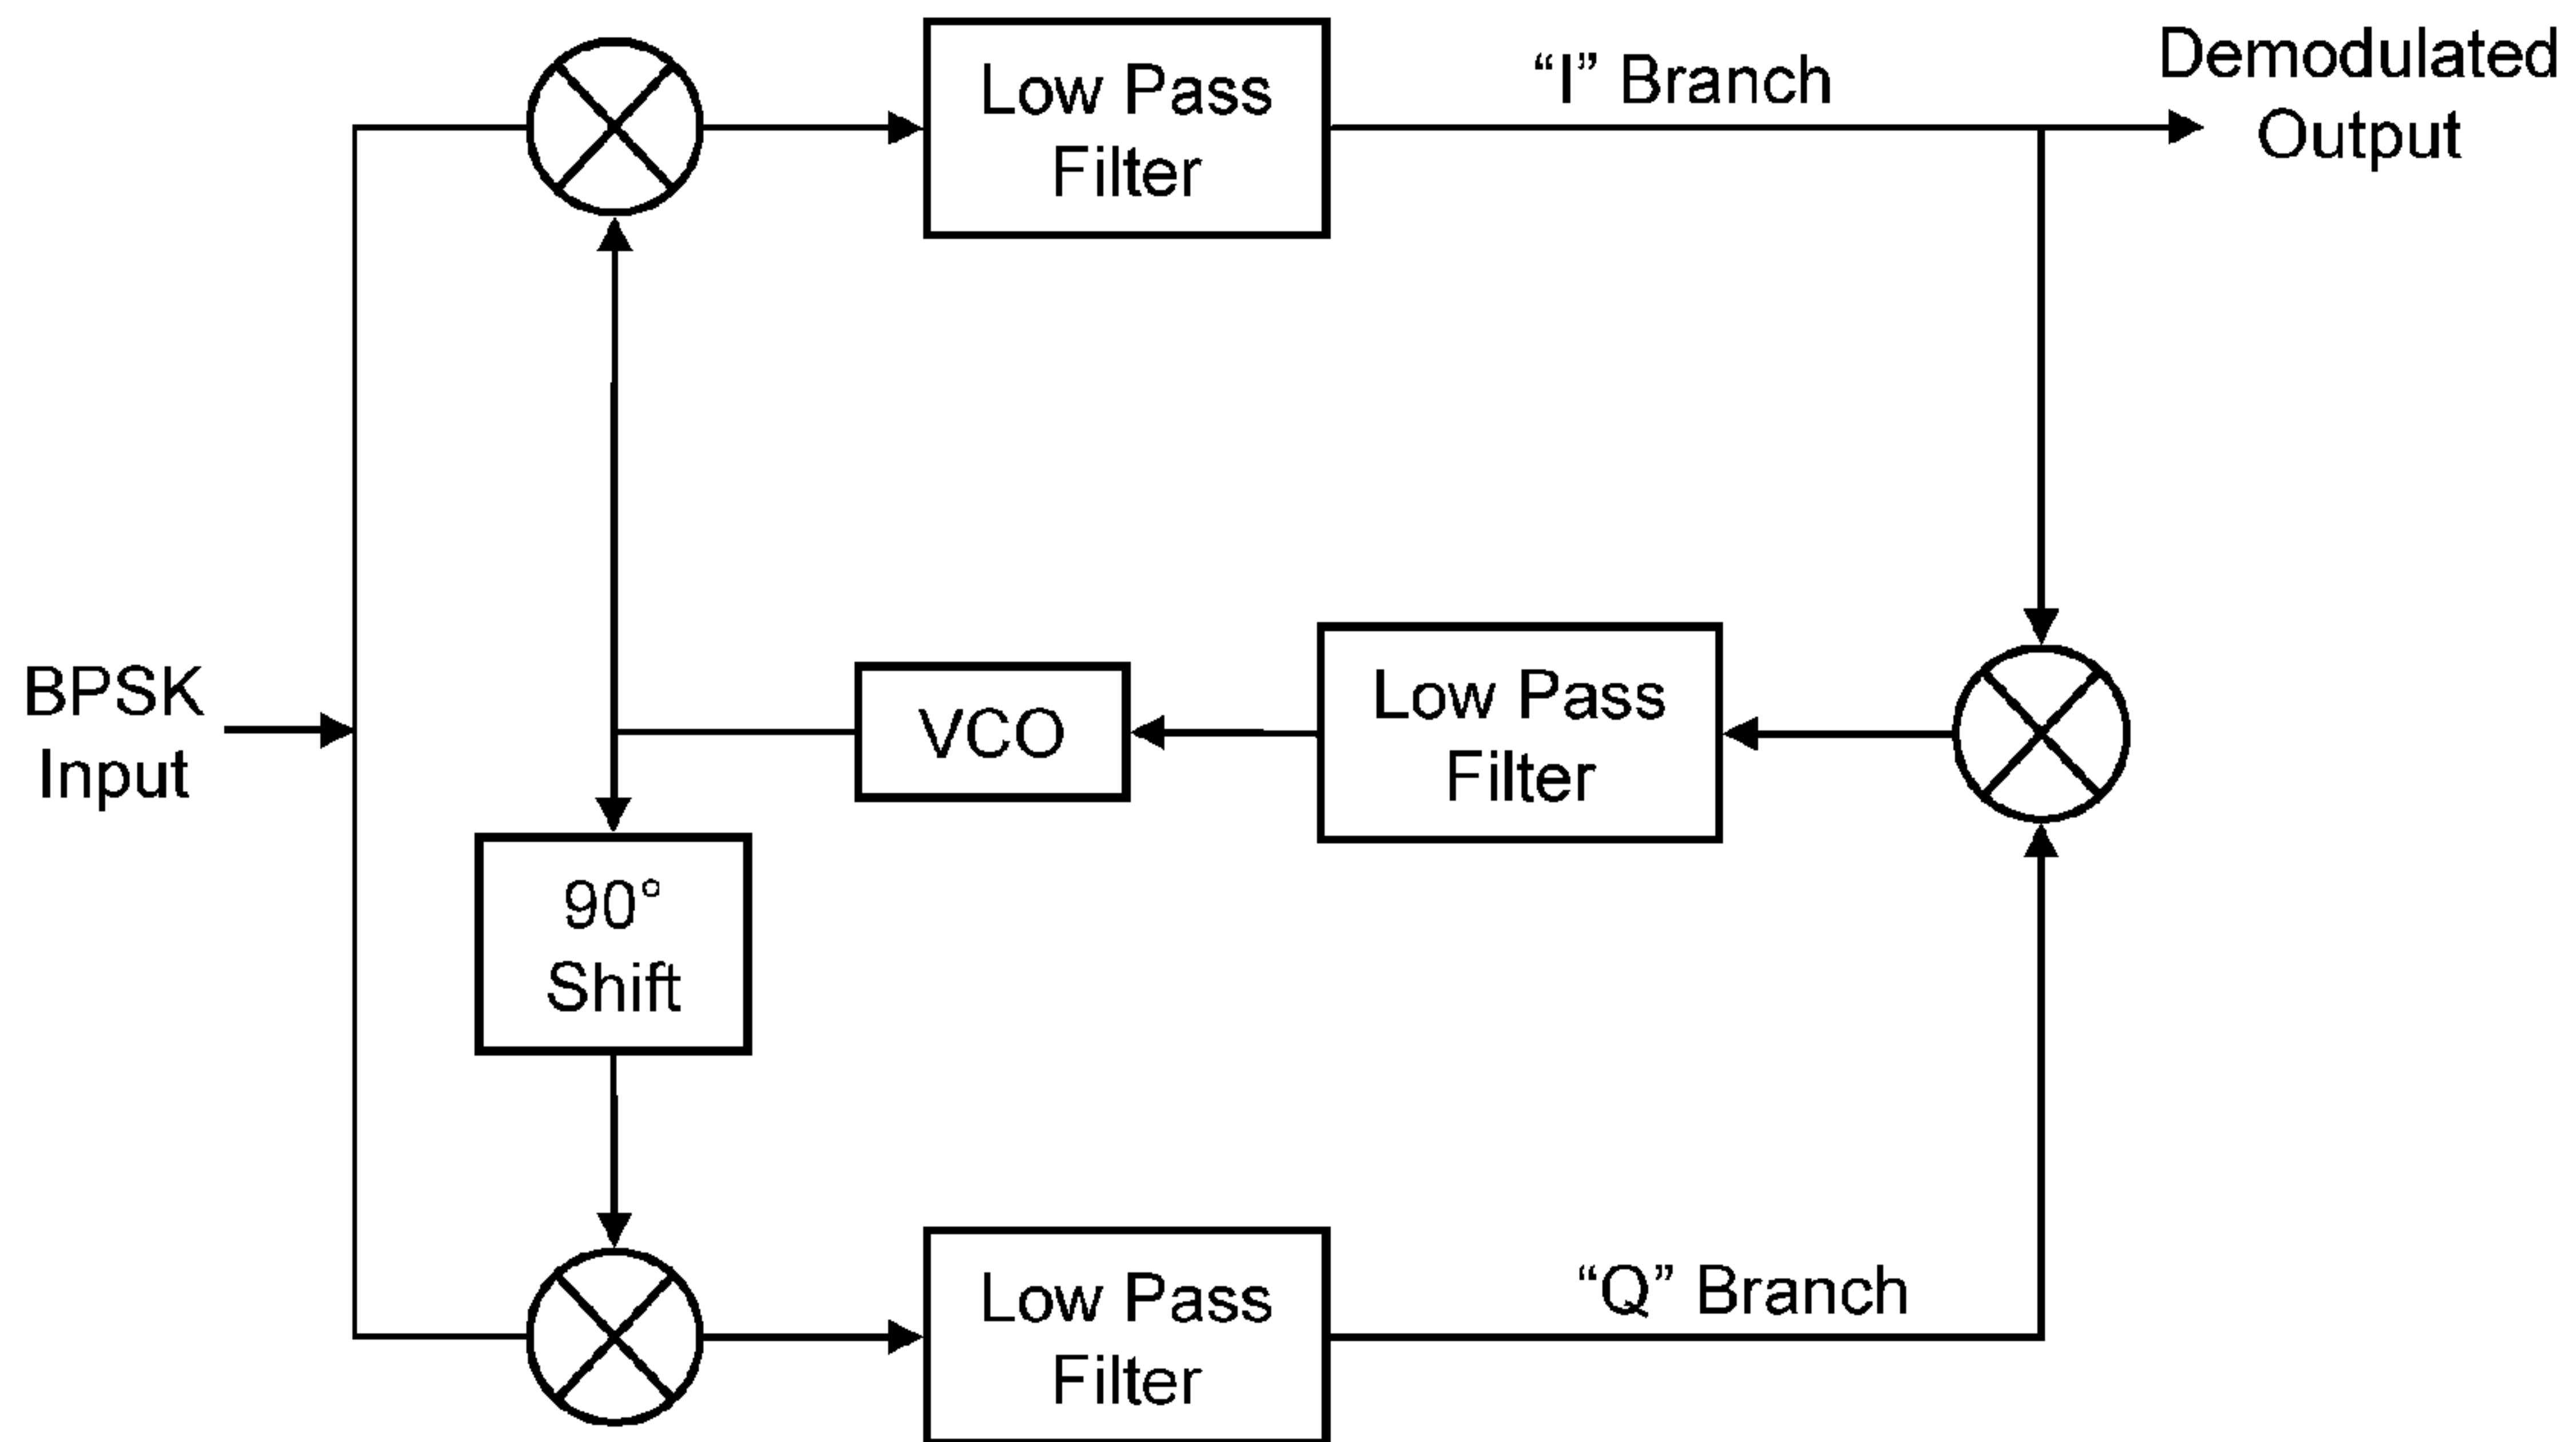 Low Pass
Filter
“I” Branch
Demodulated
Output
BPSK
Input
VCO
Low Pass
Filter
90°
Shift
Low Pass
Filter
“Q” Branch